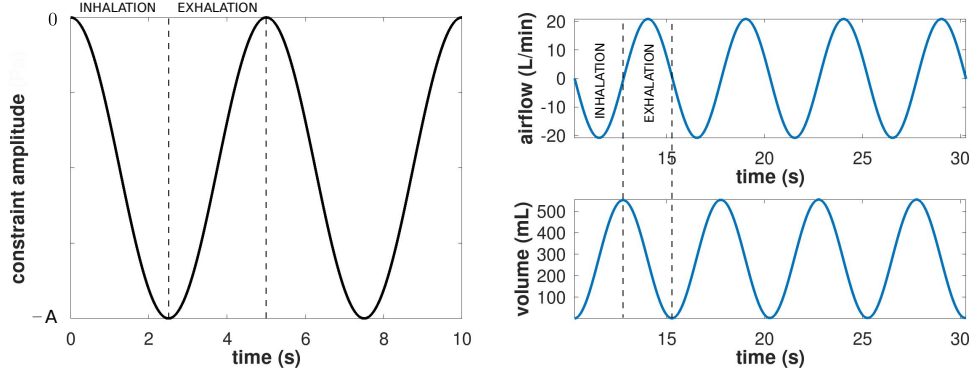 INHALATION EXHALATION
0
−A
constraint amplitude
0 2 4 6 8 10
time (s)
20
10
0
-10
-20
airflow (L/min)
INHALATION
EXHALATION
15 20 25 30
time (s)
500
400
300
200
100
volume (mL)
15 20 25 30
time (s)